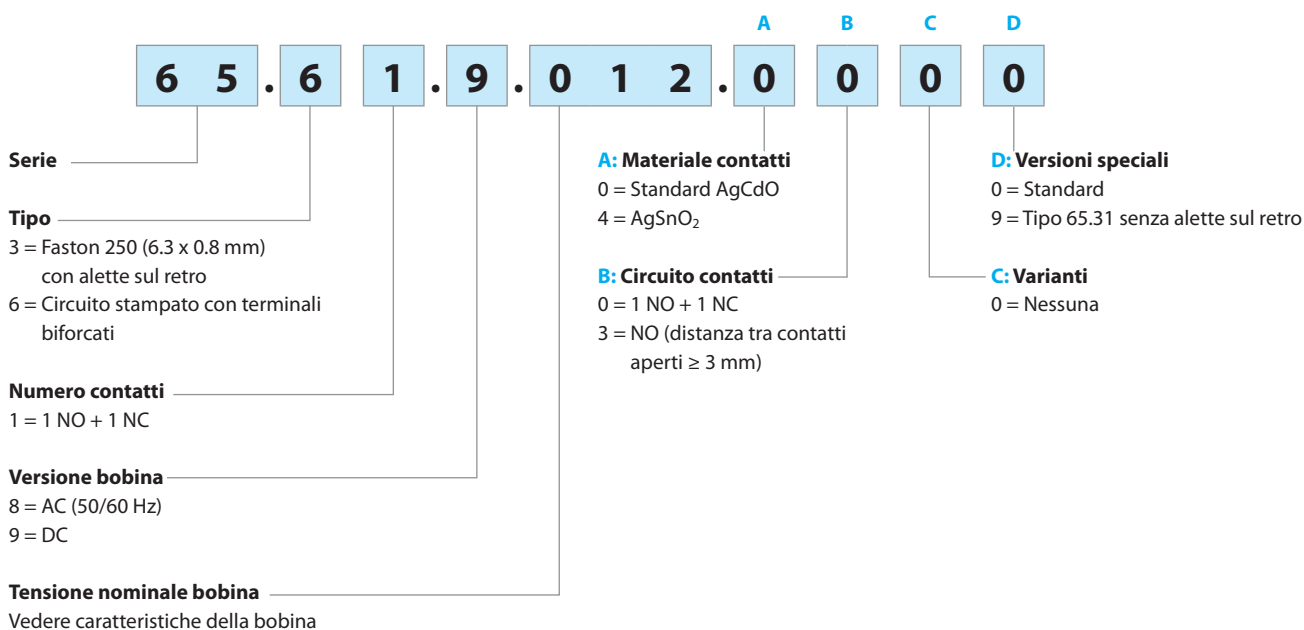 A B C D
6 5 . 6 1 . 9 . 0 1 2 . 0 0 0 0
Serie
Tipo
3 = Faston 250 (6.3 x 0.8 mm)
con alette sul retro
6 = Circuito stampato con terminali
biforcati
Numero contatti
1 = 1 NO + 1 NC
Versione bobina
8 = AC (50/60 Hz)
9 = DC
Tensione nominale bobina
Vedere caratteristiche della bobina
A: Materiale contatti
0 = Standard AgCdO
4 = AgSnO₂
B: Circuito contatti
0 = 1 NO + 1 NC
3 = NO (distanza tra contatti
aperti ≥ 3 mm)
D: Versioni speciali
0 = Standard
9 = Tipo 65.31 senza alette sul retro
C: Varianti
0 = Nessuna